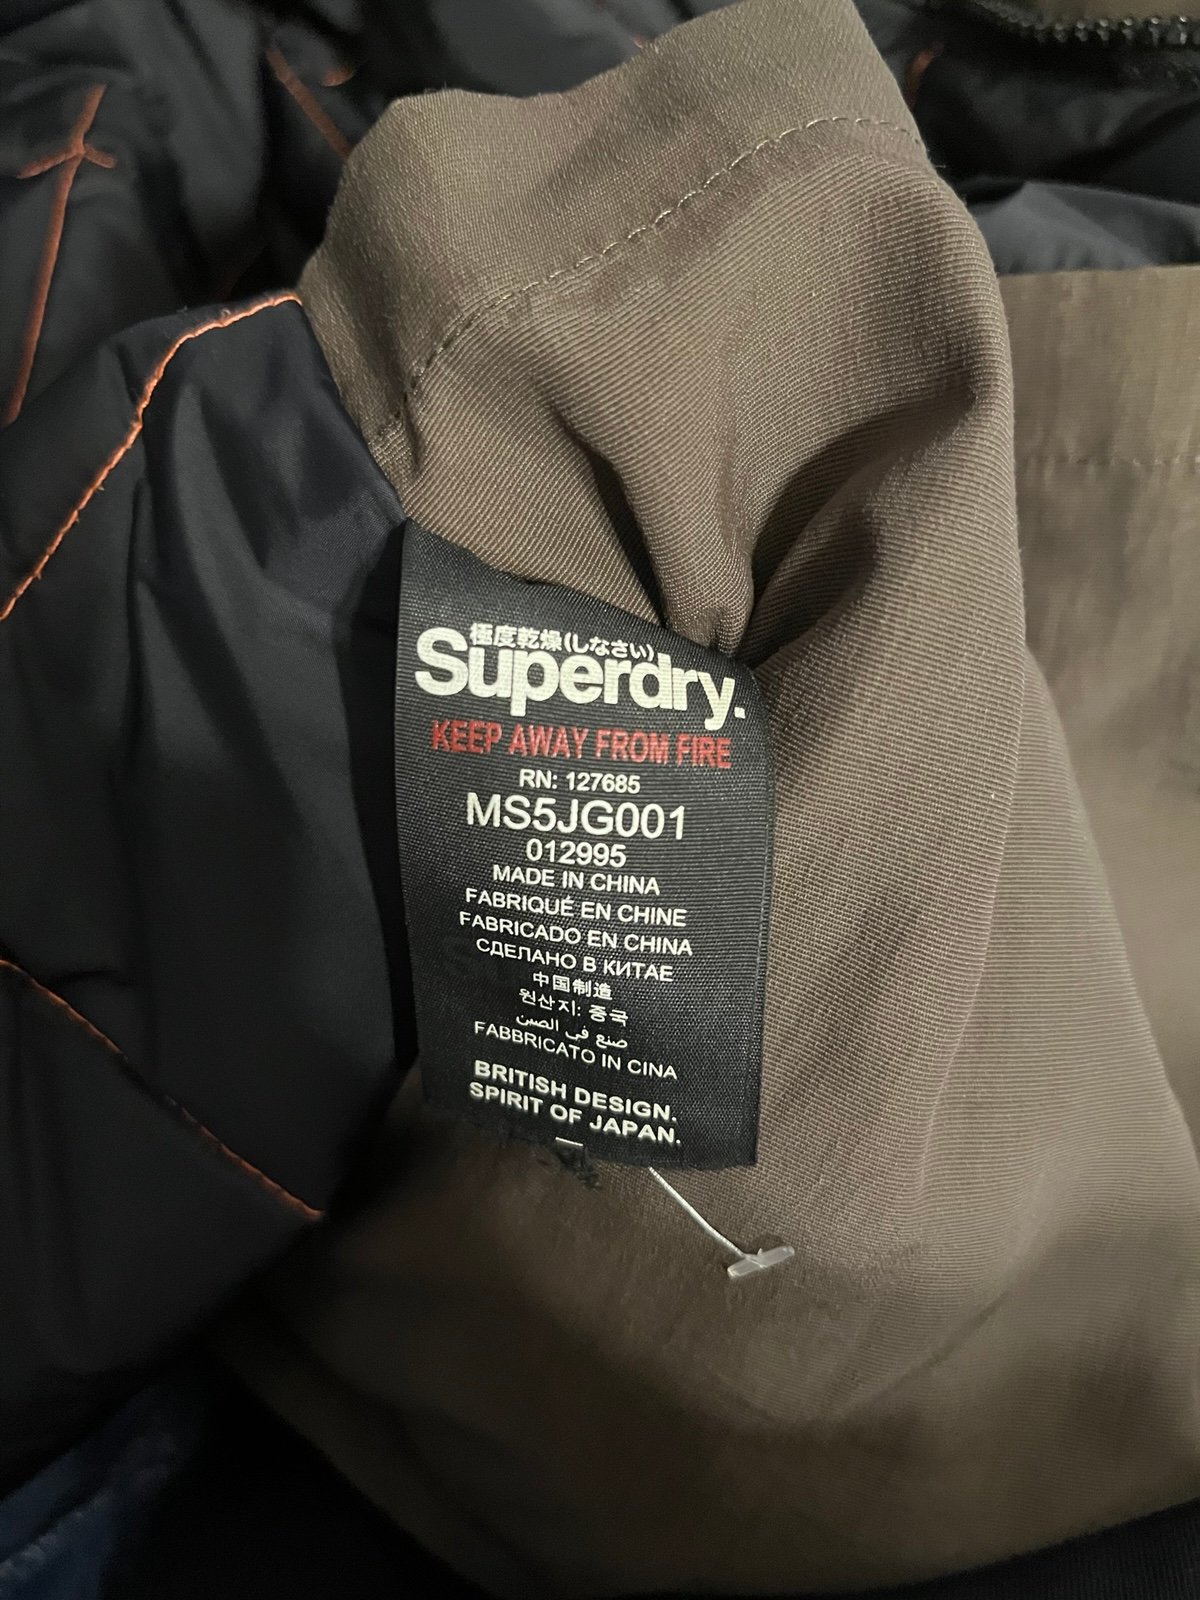 極度乾燥(しなさい)
Superdry.
KEEP AWAY FROM FIRE
RN: 127685
MS5JG001
012995
MADE IN CHINA
FABRIQUÉ EN CHINE
FABRICADO EN CHINA
СДЕЛАНО В КИТАЕ
中国制造
원산지: 중국
صنع في الصين
FABBRICATO IN CINA
BRITISH DESIGN.
SPIRIT OF JAPAN.